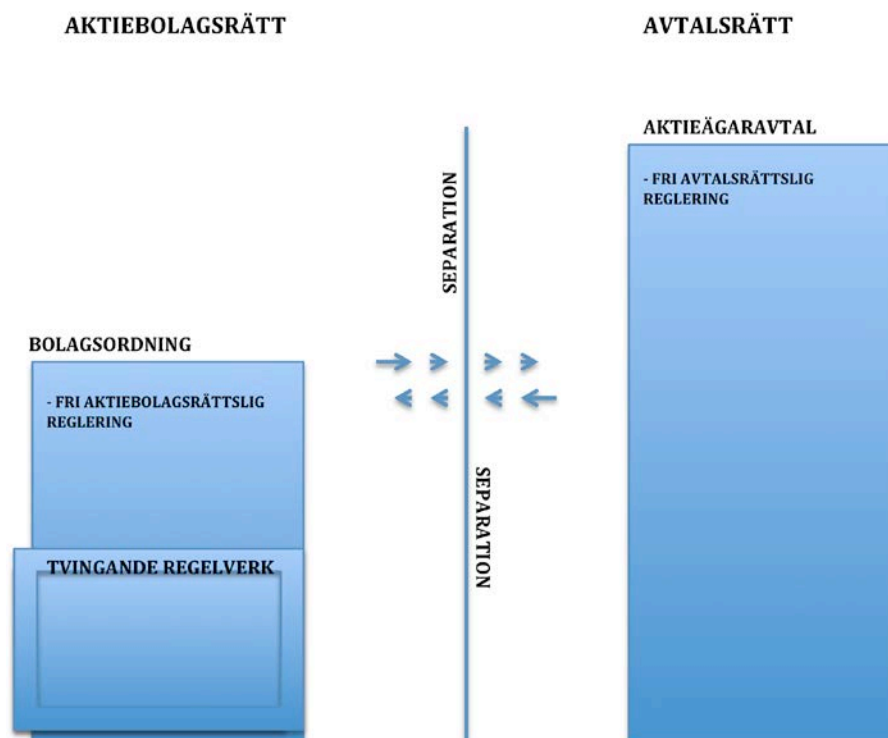 AKTIEBOLAGSRÄTT
AVTALSRÄTT
AKTIEÄGARAVTAL
- FRI AVTALSRÄTTSLIG
REGLERING
SEPARATION
BOLAGSORDNING
- FRI AKTIEBOLAGSRÄTTSLIG
REGLERING
SEPARATION
TVINGANDE REGELVERK